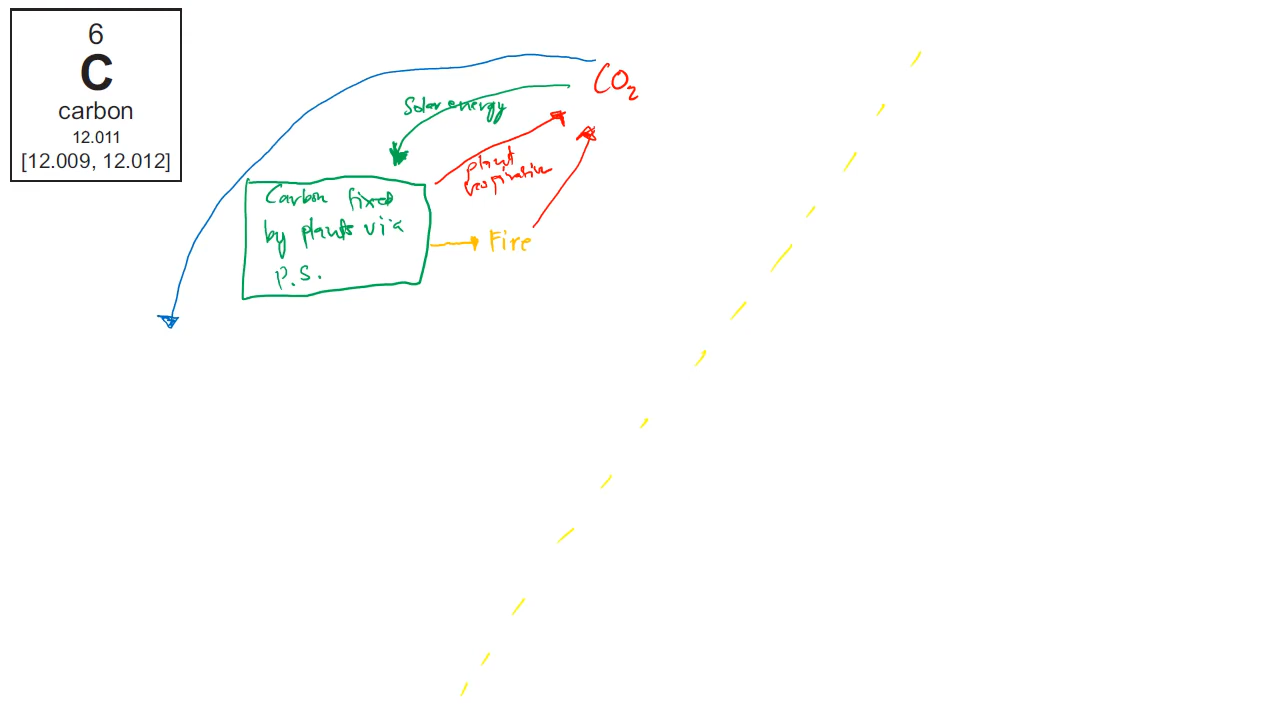 6
C
carbon
12.011
[12.009, 12.012]
CO₂
Solar energy
plant
respiration
Carbon fixed
by plants via
P.S.
Fire